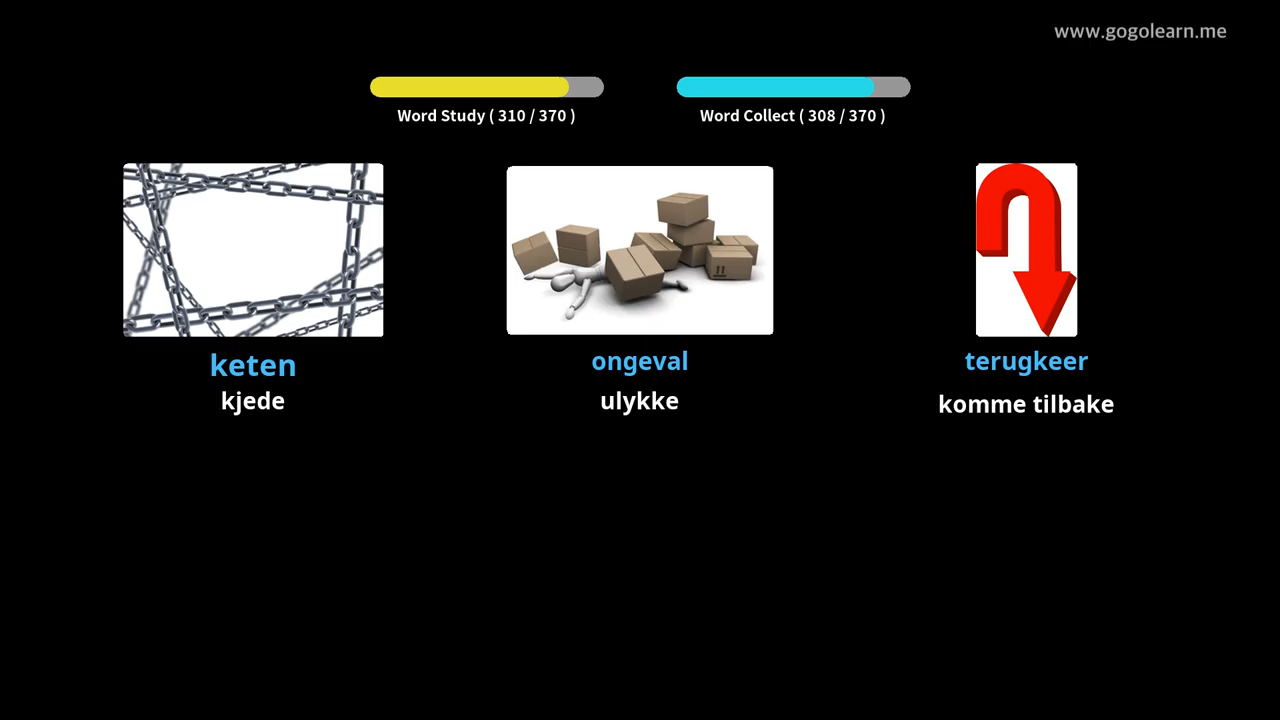 www.gogolearn.me
Word Study ( 310 / 370 )
Word Collect ( 308 / 370 )
keten
kjede
ongeval
ulykke
terugkeer
komme tilbake